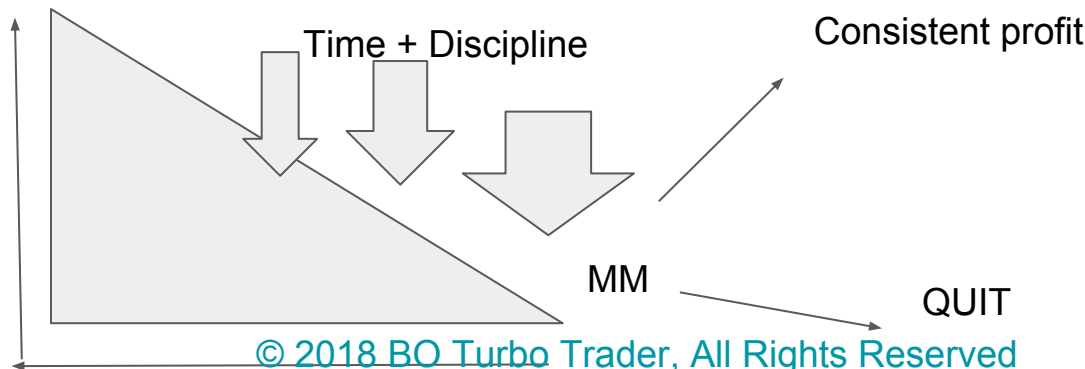 Consistent profit
Time + Discipline
MM
QUIT
© 2018 BO Turbo Trader, All Rights Reserved